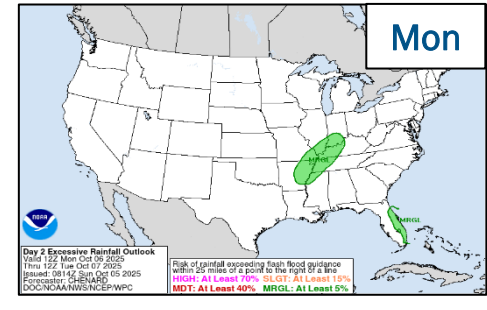 Mon
MRGL
MRGL
NOAA
Day 2 Excessive Rainfall Outlook
Valid 12Z Mon Oct 06 2025
Thru 12Z Tue Oct 07 2025
Issued: 0814Z Sun Oct 05 2025
Forecaster: CHENARD
DOC/NOAA/NWS/NCEP/WPC
Risk of rainfall exceeding flash flood guidance
within 25 miles of a point to the right of a line
HIGH: At Least 70% SLGT: At Least 15%
MDT: At Least 40% MRGL: At Least 5%